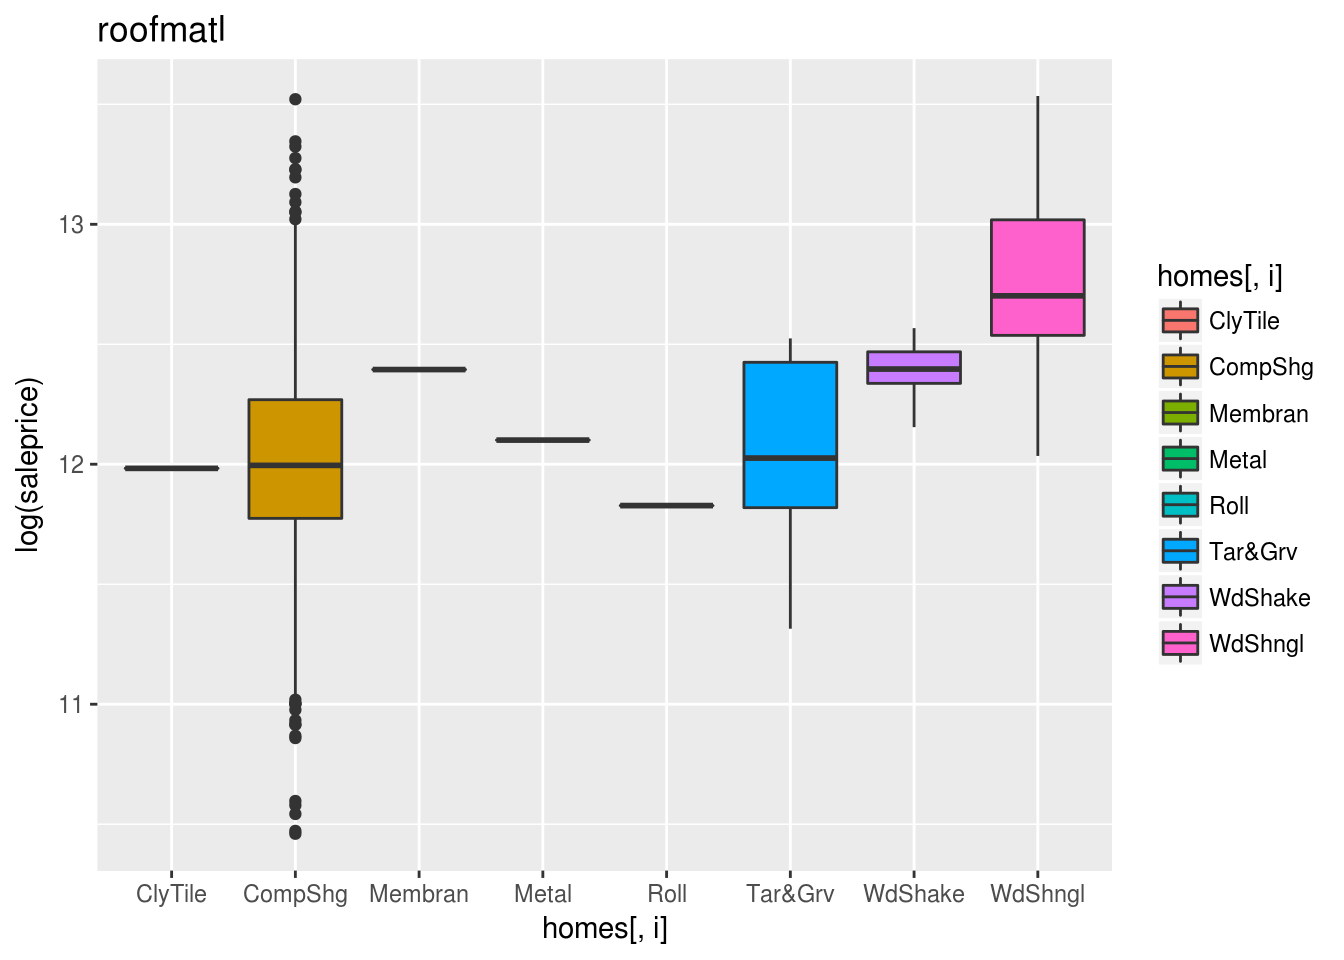 roofmatl
log(saleprice)
13
12
11
ClyTile CompShg Membran Metal Roll Tar&Grv WdShake WdShngl
homes[, i]
homes[, i]
ClyTile
CompShg
Membran
Metal
Roll
Tar&Grv
WdShake
WdShngl